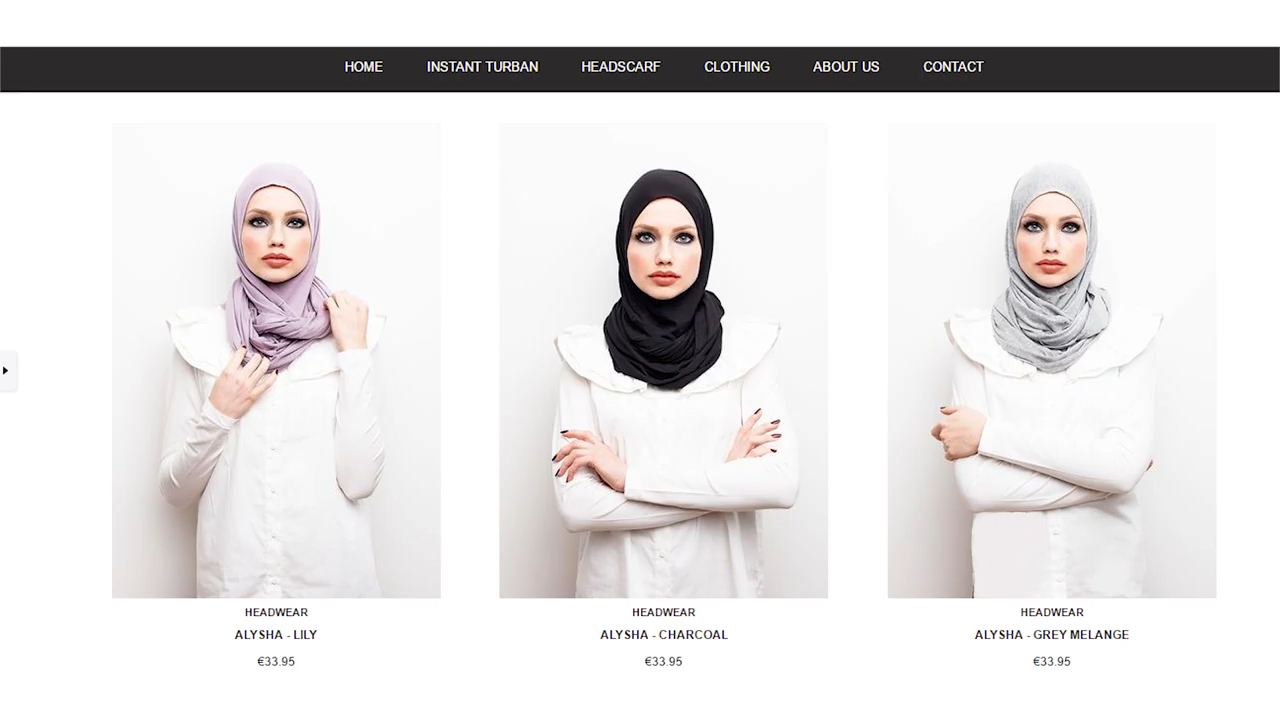 HOME INSTANT TURBAN HEADSCARF CLOTHING ABOUT US CONTACT
HEADWEAR HEADWEAR HEADWEAR
ALYSHA - LILY ALYSHA - CHARCOAL ALYSHA - GREY MELANGE
€33.95 €33.95 €33.95